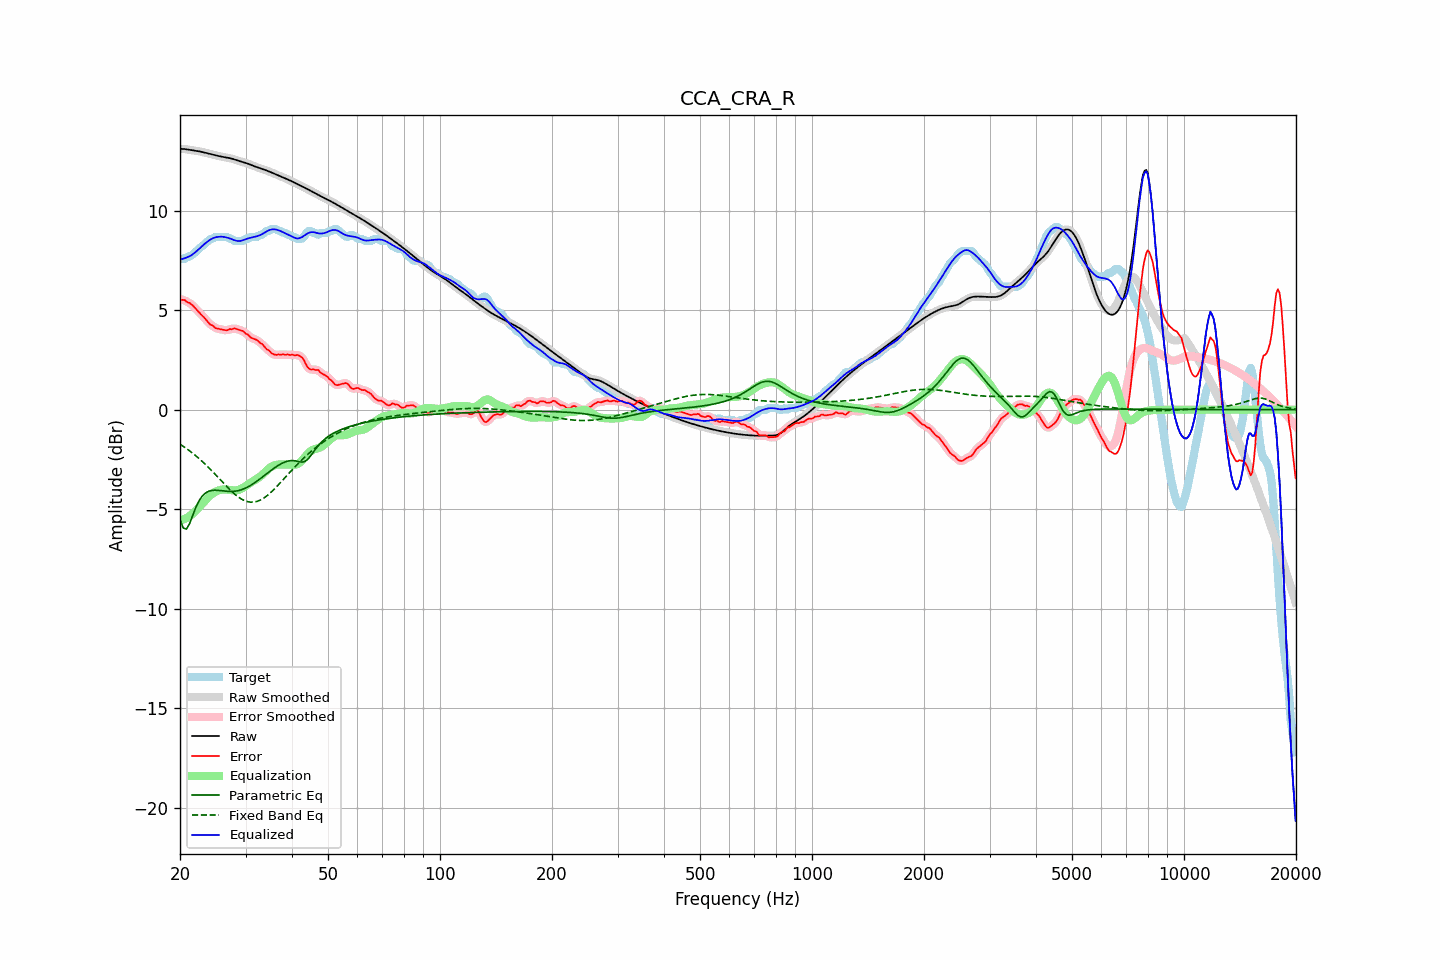 CCA_CRA_R
Amplitude (dBr)
10
5
0
−5
−10
−15
−20
Target
Raw Smoothed
Error Smoothed
Raw
Error
Equalization
Parametric Eq
Fixed Band Eq
Equalized
20 50 100 200 500 1000 2000 5000 10000 20000
Frequency (Hz)